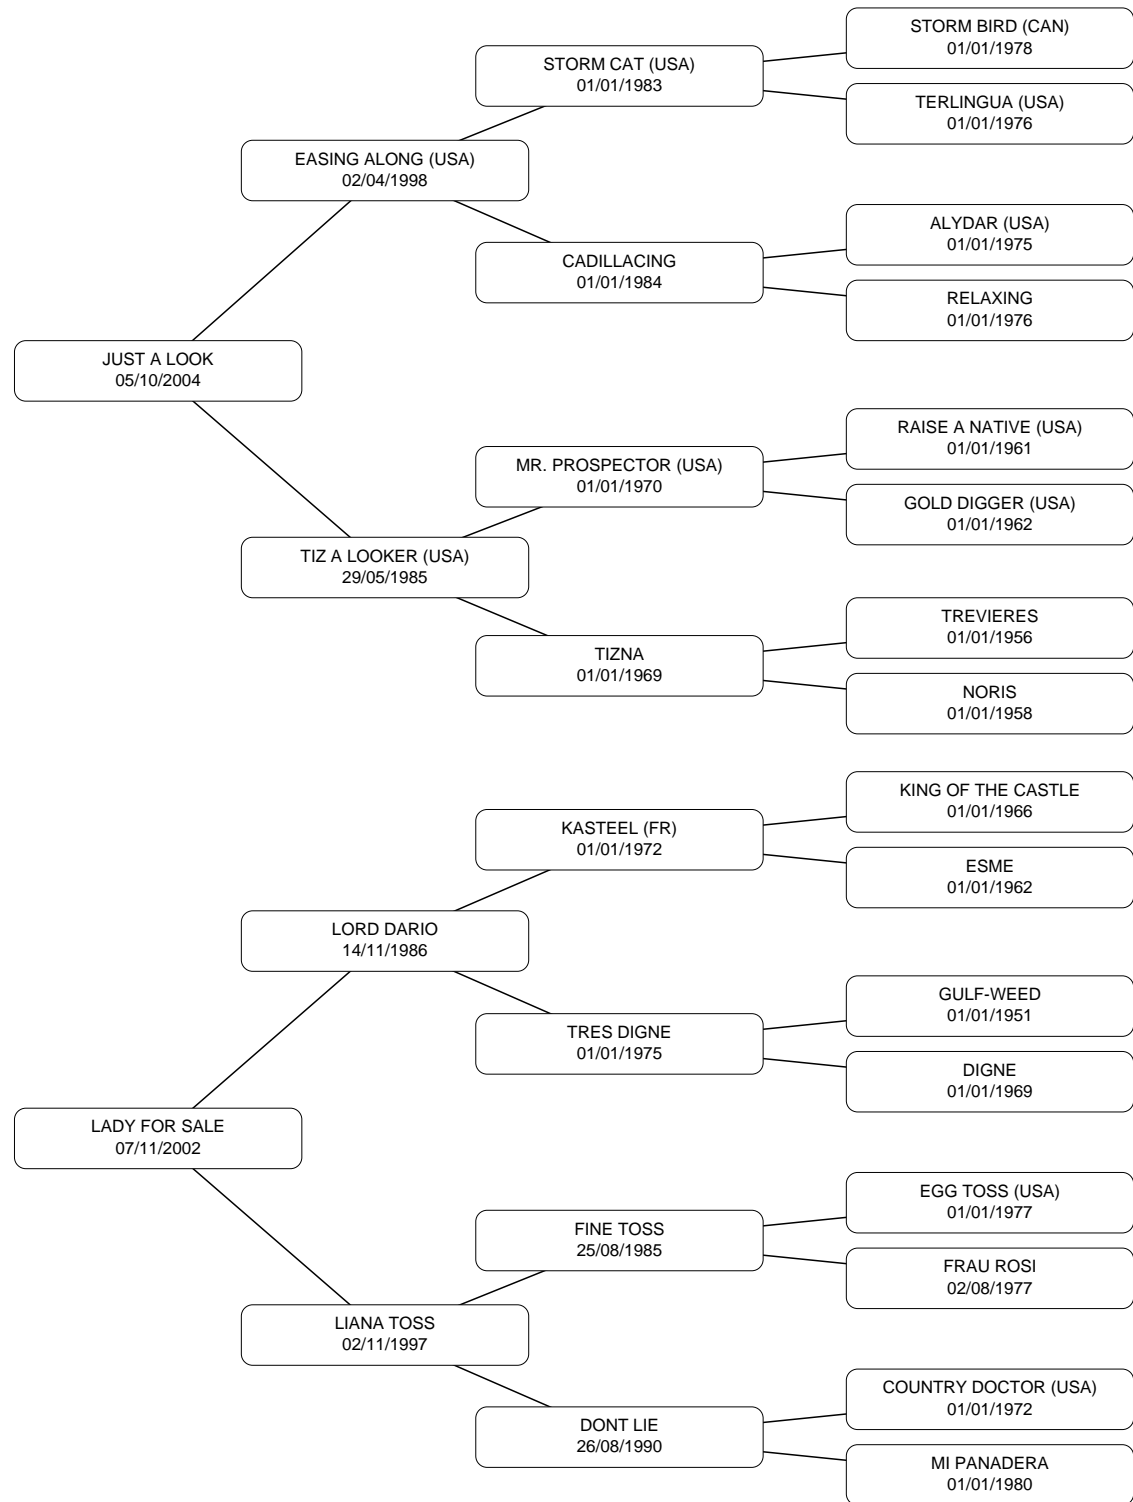 STORM BIRD (CAN)
01/01/1978
STORM CAT (USA)
01/01/1983
TERLINGUA (USA)
01/01/1976
EASING ALONG (USA)
02/04/1998
ALYDAR (USA)
01/01/1975
CADILLACING
01/01/1984
RELAXING
01/01/1976
JUST A LOOK
05/10/2004
RAISE A NATIVE (USA)
01/01/1961
MR. PROSPECTOR (USA)
01/01/1970
GOLD DIGGER (USA)
01/01/1962
TIZ A LOOKER (USA)
29/05/1985
TREVIERES
01/01/1956
TIZNA
01/01/1969
NORIS
01/01/1958
KING OF THE CASTLE
01/01/1966
KASTEEL (FR)
01/01/1972
ESME
01/01/1962
LORD DARIO
14/11/1986
GULF-WEED
01/01/1951
TRES DIGNE
01/01/1975
DIGNE
01/01/1969
LADY FOR SALE
07/11/2002
EGG TOSS (USA)
01/01/1977
FINE TOSS
25/08/1985
FRAU ROSI
02/08/1977
LIANA TOSS
02/11/1997
COUNTRY DOCTOR (USA)
01/01/1972
DONT LIE
26/08/1990
MI PANADERA
01/01/1980